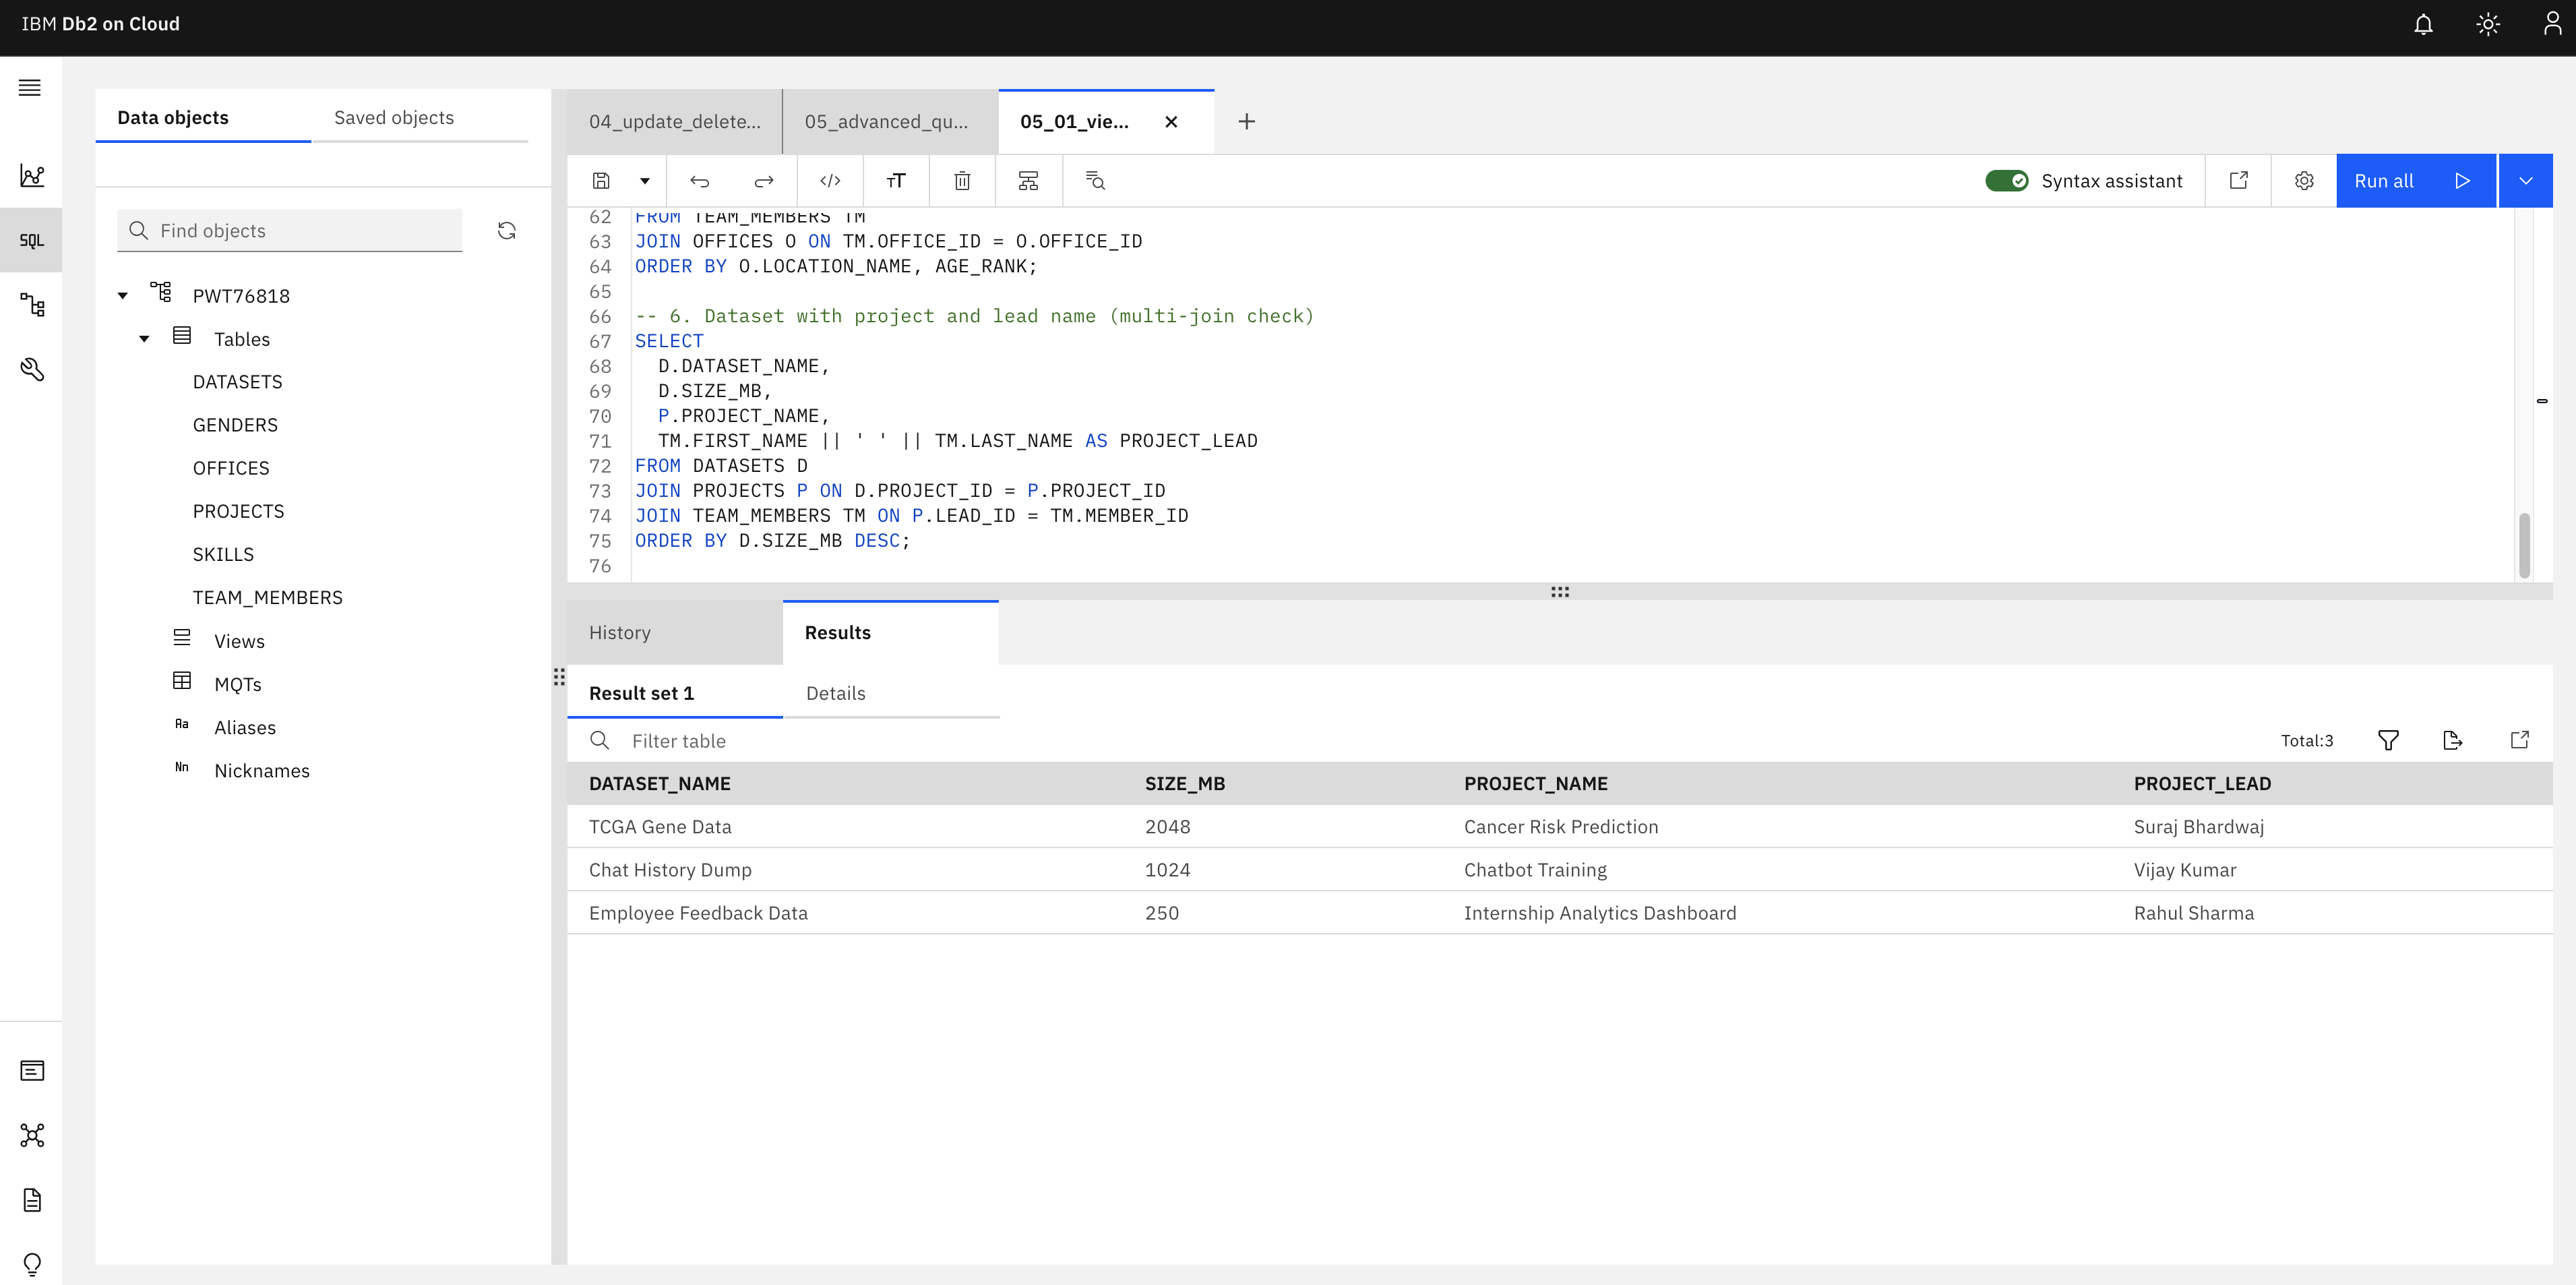 IBM Db2 on Cloud
Data objects
Saved objects
Find objects
PWT76818
Tables
DATASETS
GENDERS
OFFICES
PROJECTS
SKILLS
TEAM_MEMBERS
Views
MQTs
Aa Aliases
Nn Nicknames
SQL
04_update_delete...
05_advanced_qu...
05_01_vie...
Syntax assistant
Run all
62 FROM TEAM_MEMBERS TM
63 JOIN OFFICES O ON TM.OFFICE_ID = O.OFFICE_ID
64 ORDER BY O.LOCATION_NAME, AGE_RANK;
65
66 -- 6. Dataset with project and lead name (multi-join check)
67 SELECT
68 D.DATASET_NAME,
69 D.SIZE_MB,
70 P.PROJECT_NAME,
71 TM.FIRST_NAME || ' ' || TM.LAST_NAME AS PROJECT_LEAD
72 FROM DATASETS D
73 JOIN PROJECTS P ON D.PROJECT_ID = P.PROJECT_ID
74 JOIN TEAM_MEMBERS TM ON P.LEAD_ID = TM.MEMBER_ID
75 ORDER BY D.SIZE_MB DESC;
76
History
Results
Result set 1
Details
Filter table
Total:3
DATASET_NAME SIZE_MB PROJECT_NAME PROJECT_LEAD
TCGA Gene Data 2048 Cancer Risk Prediction Suraj Bhardwaj
Chat History Dump 1024 Chatbot Training Vijay Kumar
Employee Feedback Data 250 Internship Analytics Dashboard Rahul Sharma